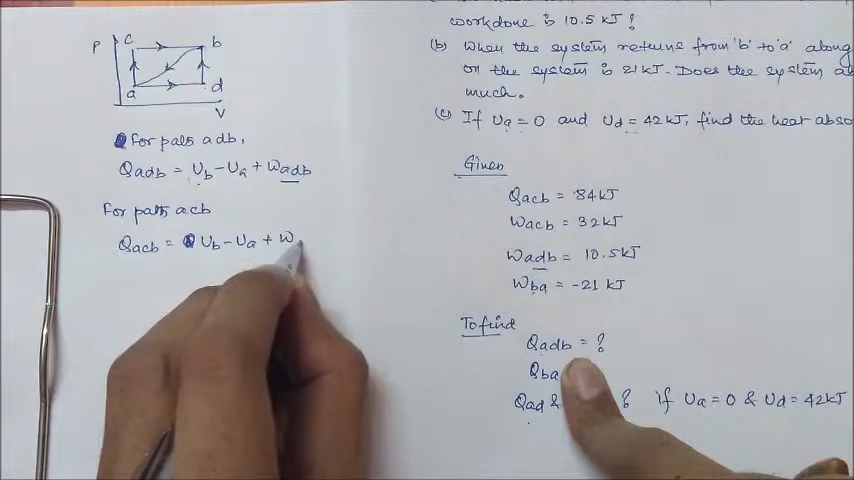 P
C
b
a
d
V
For path adb,
Qadb = Ub - Ua + Wadb
For path acb
Qacb = Ub - Ua + W
workdone is 10.5 kJ?
(b) When the system returns from 'b' to 'a' along
on the system is 21 kJ. Does the system
much.
(c) If Ua = 0 and Ud = 42 kJ, find the heat
Given
Qacb = 84 kJ
Wacb = 32 kJ
Wadb = 10.5 kJ
Wba = -21 kJ
To find
Qadb = ?
Qba
Qad & ? if Ua = 0 & Ud = 42 kJ